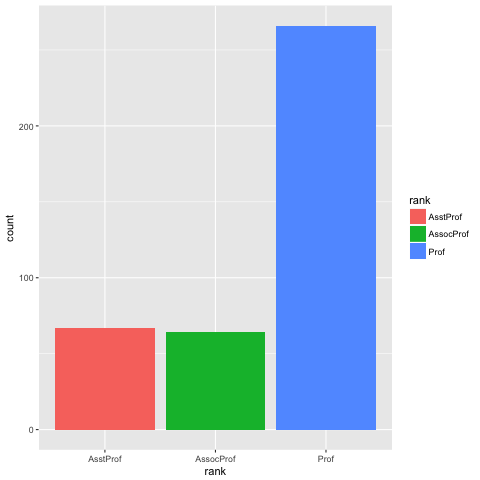 count
200
100
0
AsstProf AssocProf Prof
rank
rank
AsstProf
AssocProf
Prof